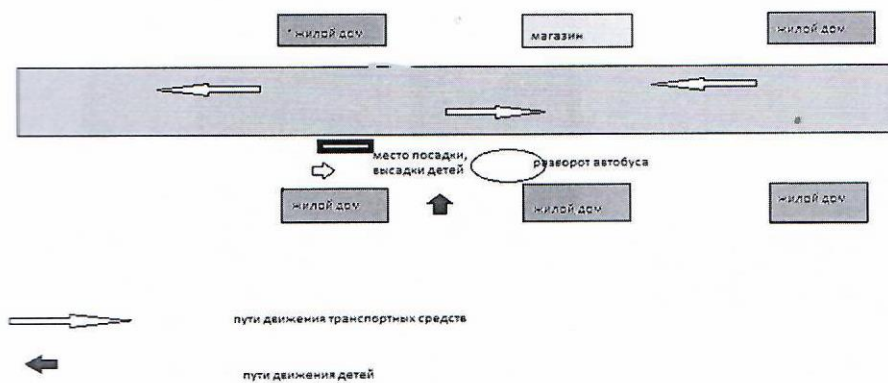 жилой дом
магазин
жилой дом
место посадки,
высадки детей
разворот автобуса
жилой дом
жилой дом
жилой дом
пути движения транспортных средств
пути движения детей